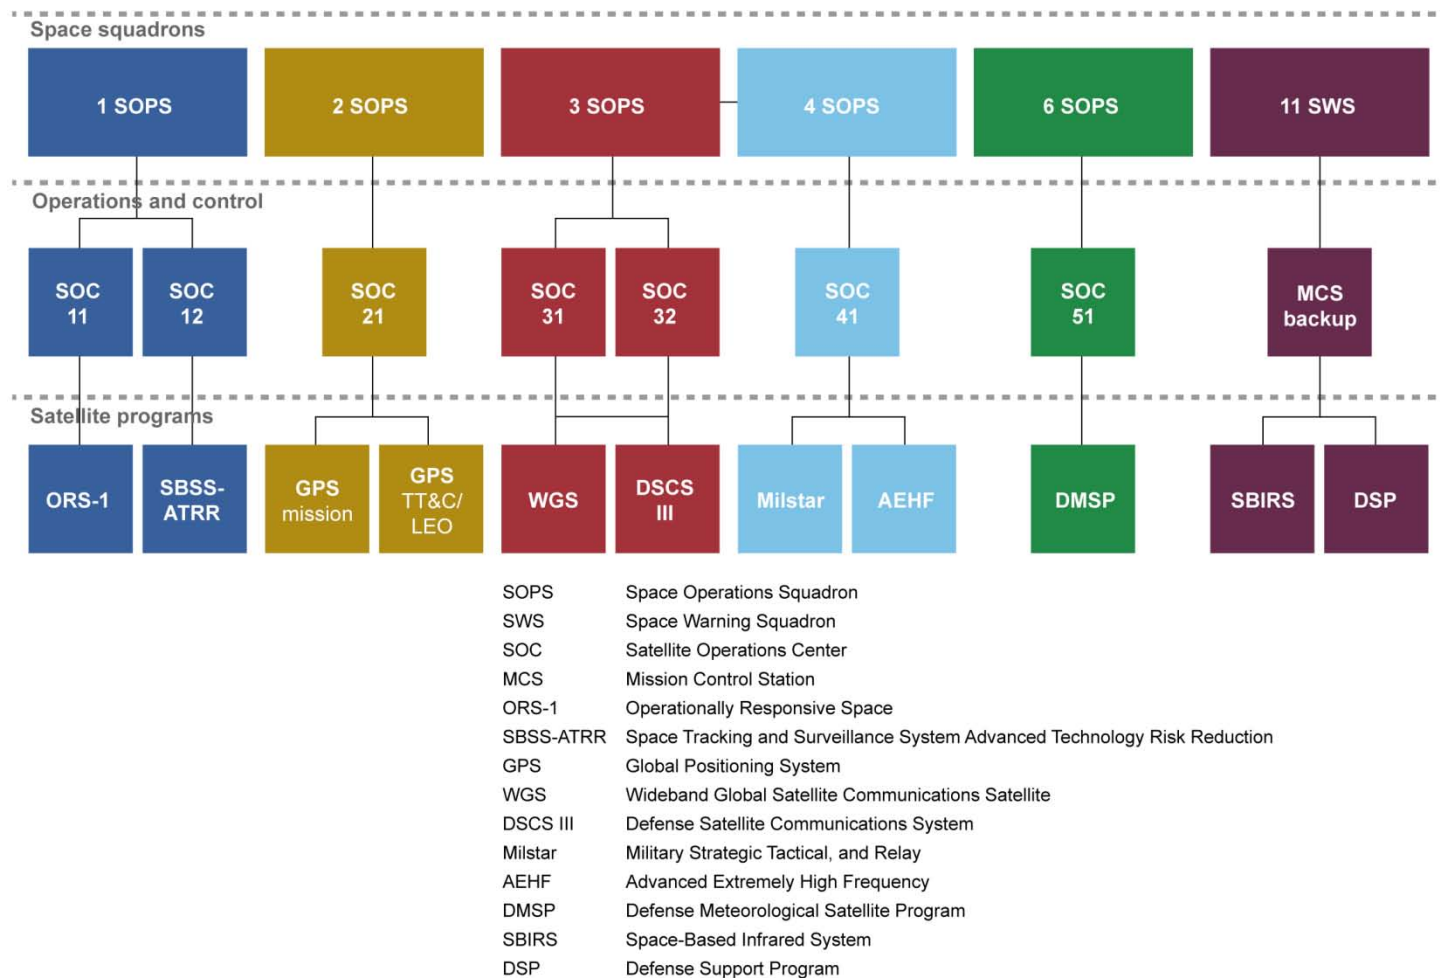 Space squadrons
1 SOPS
2 SOPS
3 SOPS
4 SOPS
6 SOPS
11 SWS
Operations and control
SOC
11
SOC
12
SOC
21
SOC
31
SOC
32
SOC
41
SOC
51
MCS
backup
Satellite programs
ORS-1
SBSS-
ATRR
GPS
mission
GPS
TT&C/
LEO
WGS
DSCS
III
Milstar
AEHF
DMSP
SBIRS
DSP
SOPS Space Operations Squadron
SWS Space Warning Squadron
SOC Satellite Operations Center
MCS Mission Control Station
ORS-1 Operationally Responsive Space
SBSS-ATRR Space Tracking and Surveillance System Advanced Technology Risk Reduction
GPS Global Positioning System
WGS Wideband Global Satellite Communications Satellite
DSCS III Defense Satellite Communications System
Milstar Military Strategic Tactical, and Relay
AEHF Advanced Extremely High Frequency
DMSP Defense Meteorological Satellite Program
SBIRS Space-Based Infrared System
DSP Defense Support Program